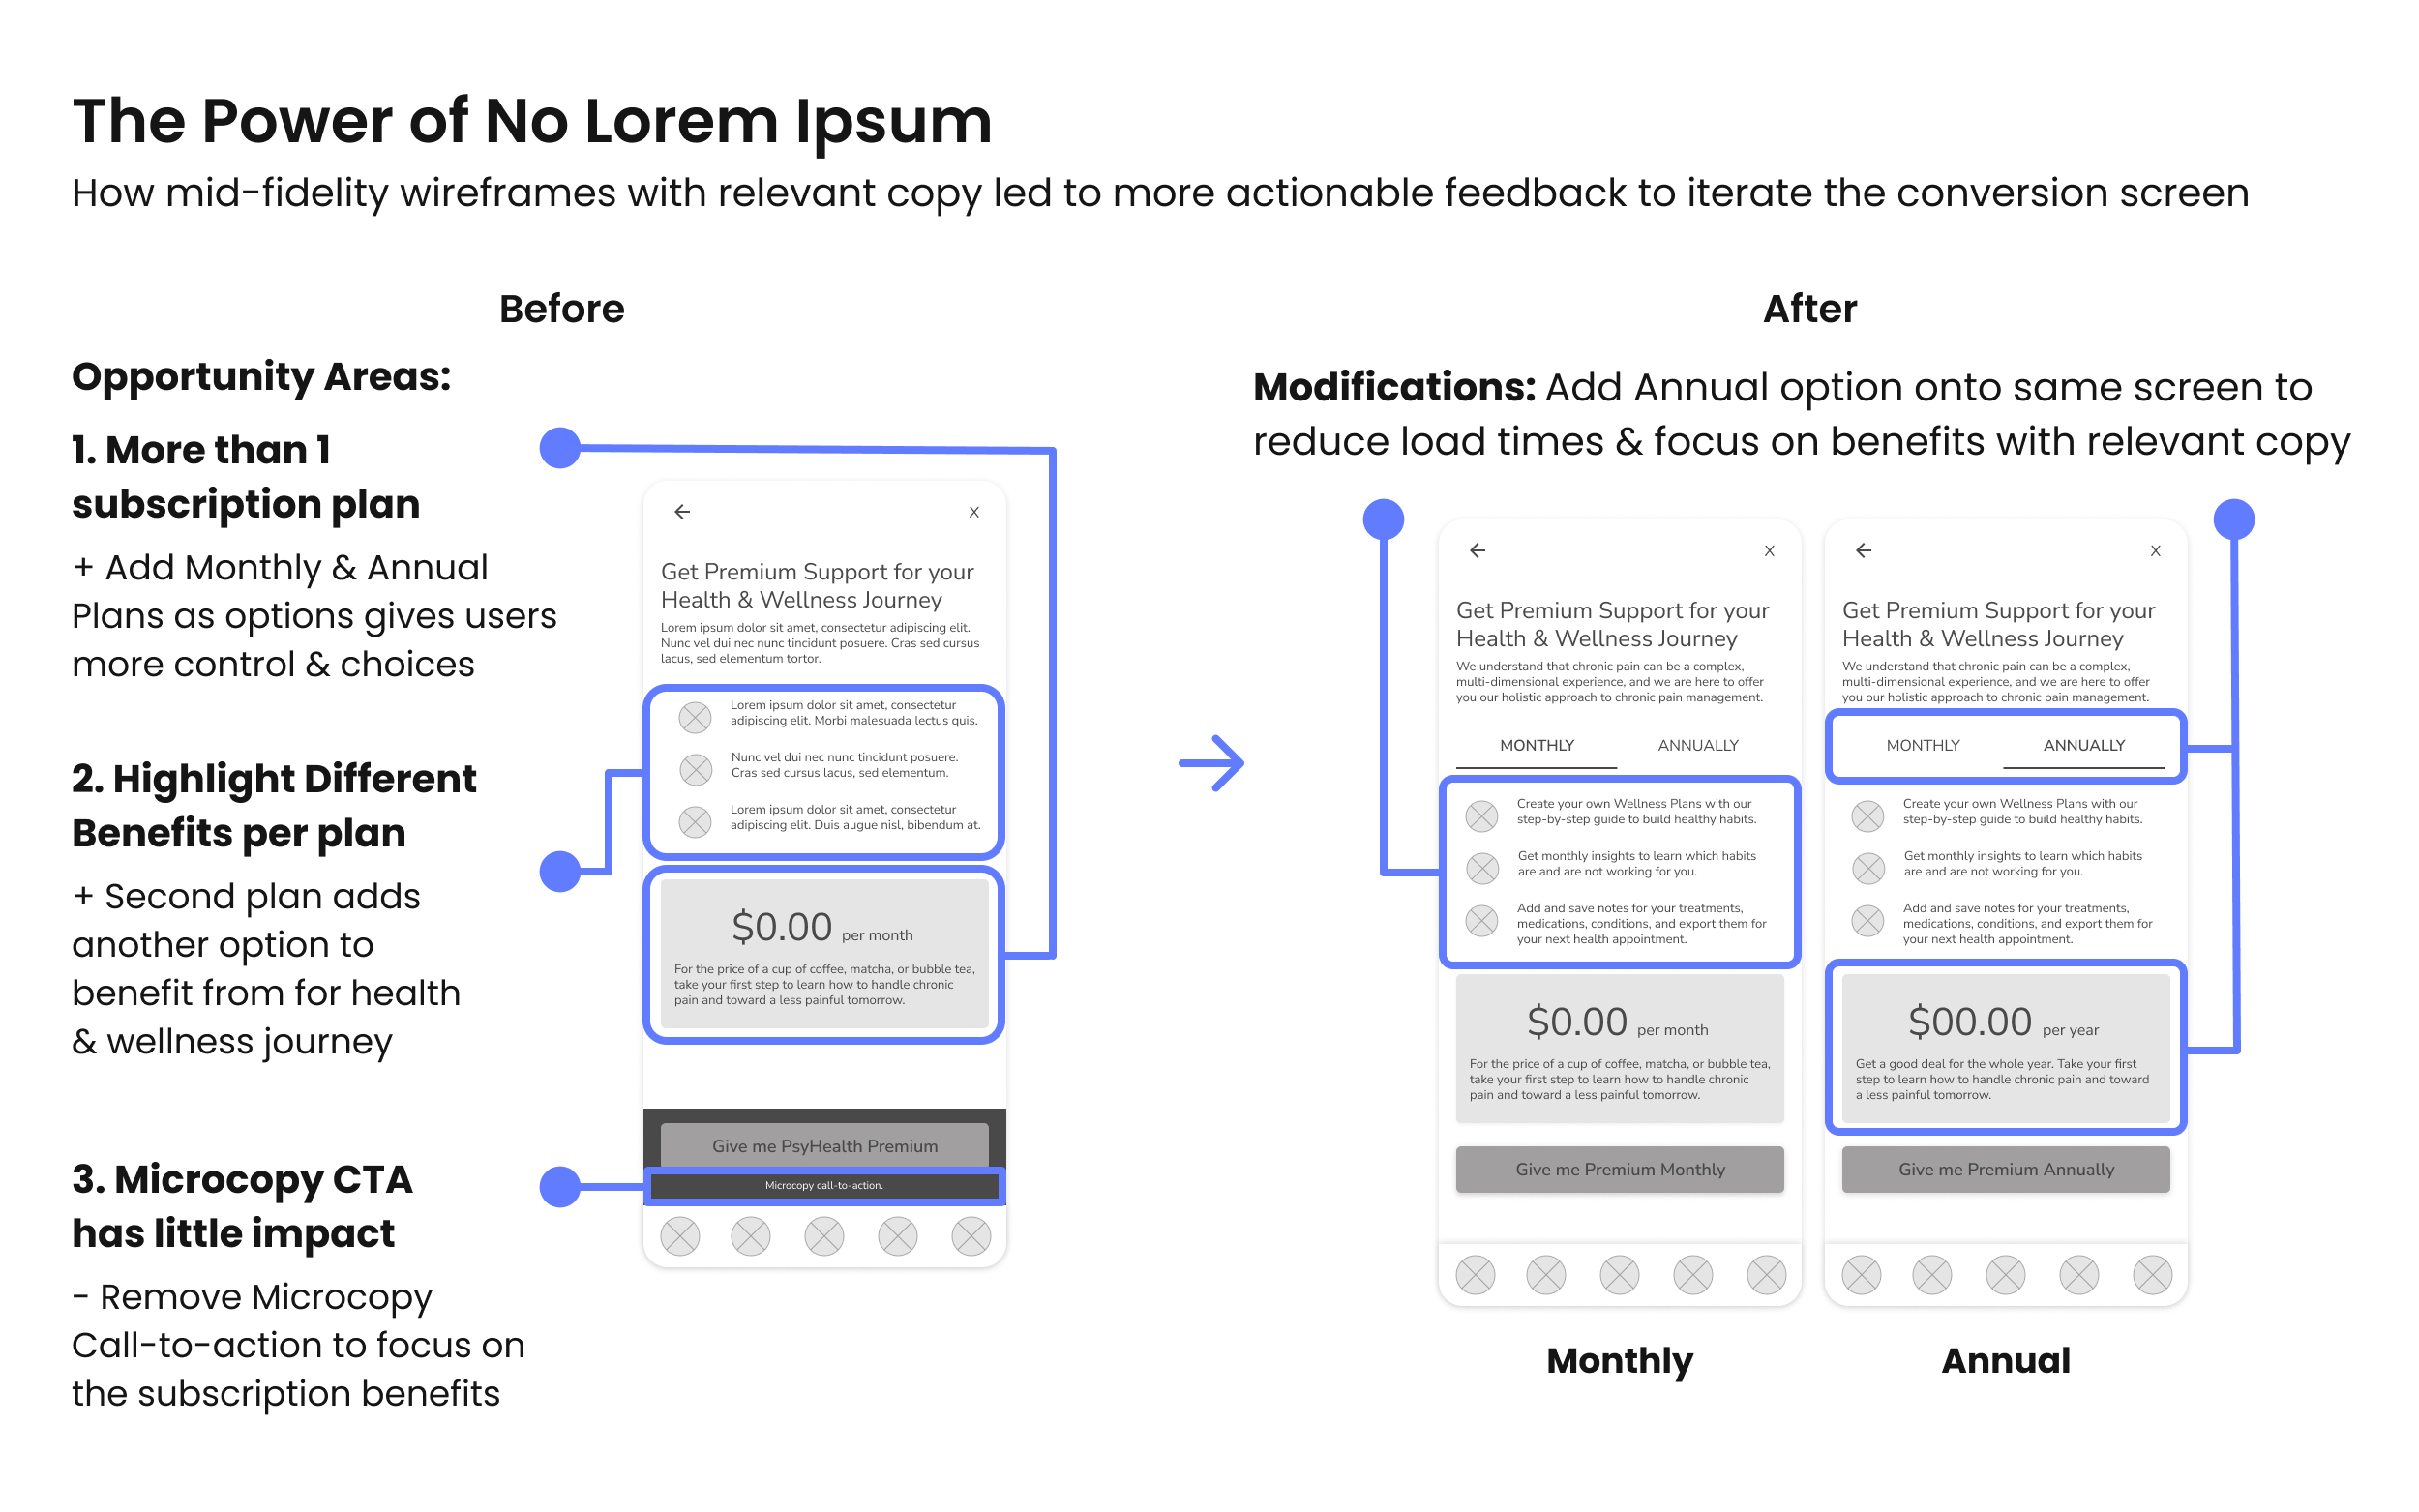 The Power of No Lorem Ipsum
How mid-fidelity wireframes with relevant copy led to more actionable feedback to iterate the conversion screen
Before
Opportunity Areas:
1. More than 1
subscription plan
+ Add Monthly & Annual
Plans as options gives users
more control & choices
2. Highlight Different
Benefits per plan
+ Second plan adds
another option to
benefit from for health
& wellness journey
3. Microcopy CTA
has little impact
- Remove Microcopy
Call-to-action to focus on
the subscription benefits
X
Get Premium Support for your
Health & Wellness Journey
Lorem ipsum dolor sit amet, consectetur adipiscing elit.
Nunc vel dui nec nunc tincidunt posuere. Cras sed cursus
lacus, sed elementum tortor.
Lorem ipsum dolor sit amet, consectetur
adipiscing elit. Morbi malesuada lectus quis.
Nunc vel dui nec nunc tincidunt posuere.
Cras sed cursus lacus, sed elementum.
Lorem ipsum dolor sit amet, consectetur
adipiscing elit. Duis augue nisl, bibendum at.
$0.00 per month
For the price of a cup of coffee, matcha, or bubble tea,
take your first step to learn how to handle chronic
pain and toward a less painful tomorrow.
Give me PsyHealth Premium
Microcopy call-to-action.
After
Modifications: Add Annual option onto same screen to
reduce load times & focus on benefits with relevant copy
X
Get Premium Support for your
Health & Wellness Journey
We understand that chronic pain can be a complex,
multi-dimensional experience, and we are here to offer
you our holistic approach to chronic pain management.
MONTHLY ANNUALLY
Create your own Wellness Plans with our
step-by-step guide to build healthy habits.
Get monthly insights to learn which habits
are and are not working for you.
Add and save notes for your treatments,
medications, conditions, and export them for
your next health appointment.
$0.00 per month
For the price of a cup of coffee, matcha, or bubble tea,
take your first step to learn how to handle chronic
pain and toward a less painful tomorrow.
Give me Premium Monthly
Monthly
X
Get Premium Support for your
Health & Wellness Journey
We understand that chronic pain can be a complex,
multi-dimensional experience, and we are here to offer
you our holistic approach to chronic pain management.
MONTHLY ANNUALLY
Create your own Wellness Plans with our
step-by-step guide to build healthy habits.
Get monthly insights to learn which habits
are and are not working for you.
Add and save notes for your treatments,
medications, conditions, and export them for
your next health appointment.
$00.00 per year
Get a good deal for the whole year. Take your first
step to learn how to handle chronic pain and toward
a less painful tomorrow.
Give me Premium Annually
Annual